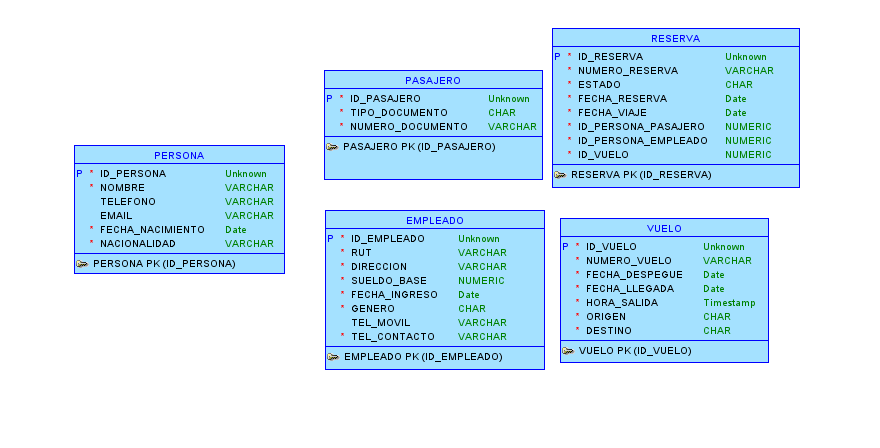 PERSONA
P * ID_PERSONA Unknown
* NOMBRE VARCHAR
TELEFONO VARCHAR
EMAIL VARCHAR
* FECHA_NACIMIENTO Date
* NACIONALIDAD VARCHAR
PERSONA PK (ID_PERSONA)
PASAJERO
P * ID_PASAJERO Unknown
* TIPO_DOCUMENTO CHAR
* NUMERO_DOCUMENTO VARCHAR
PASAJERO PK (ID_PASAJERO)
EMPLEADO
P * ID_EMPLEADO Unknown
* RUT VARCHAR
* DIRECCION VARCHAR
* SUELDO_BASE NUMERIC
* FECHA_INGRESO Date
* GENERO CHAR
TEL_MOVIL VARCHAR
* TEL_CONTACTO VARCHAR
EMPLEADO PK (ID_EMPLEADO)
RESERVA
P * ID_RESERVA Unknown
* NUMERO_RESERVA VARCHAR
* ESTADO CHAR
* FECHA_RESERVA Date
* FECHA_VIAJE Date
* ID_PERSONA_PASAJERO NUMERIC
* ID_PERSONA_EMPLEADO NUMERIC
* ID_VUELO NUMERIC
RESERVA PK (ID_RESERVA)
VUELO
P * ID_VUELO Unknown
* NUMERO_VUELO VARCHAR
* FECHA_DESPEGUE Date
* FECHA_LLEGADA Date
* HORA_SALIDA Timestamp
* ORIGEN CHAR
* DESTINO CHAR
VUELO PK (ID_VUELO)